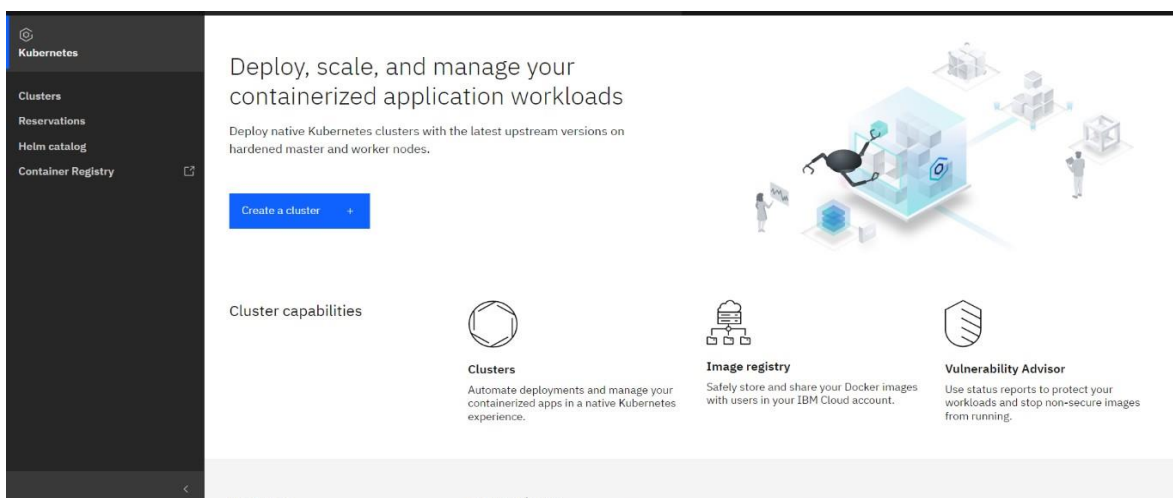 Kubernetes
Clusters
Reservations
Helm catalog
Container Registry
Deploy, scale, and manage your
containerized application workloads
Deploy native Kubernetes clusters with the latest upstream versions on
hardened master and worker nodes.
Create a cluster +
Cluster capabilities
Clusters
Automate deployments and manage your
containerized apps in a native Kubernetes
experience.
Image registry
Safely store and share your Docker images
with users in your IBM Cloud account.
Vulnerability Advisor
Use status reports to protect your
workloads and stop non-secure images
from running.